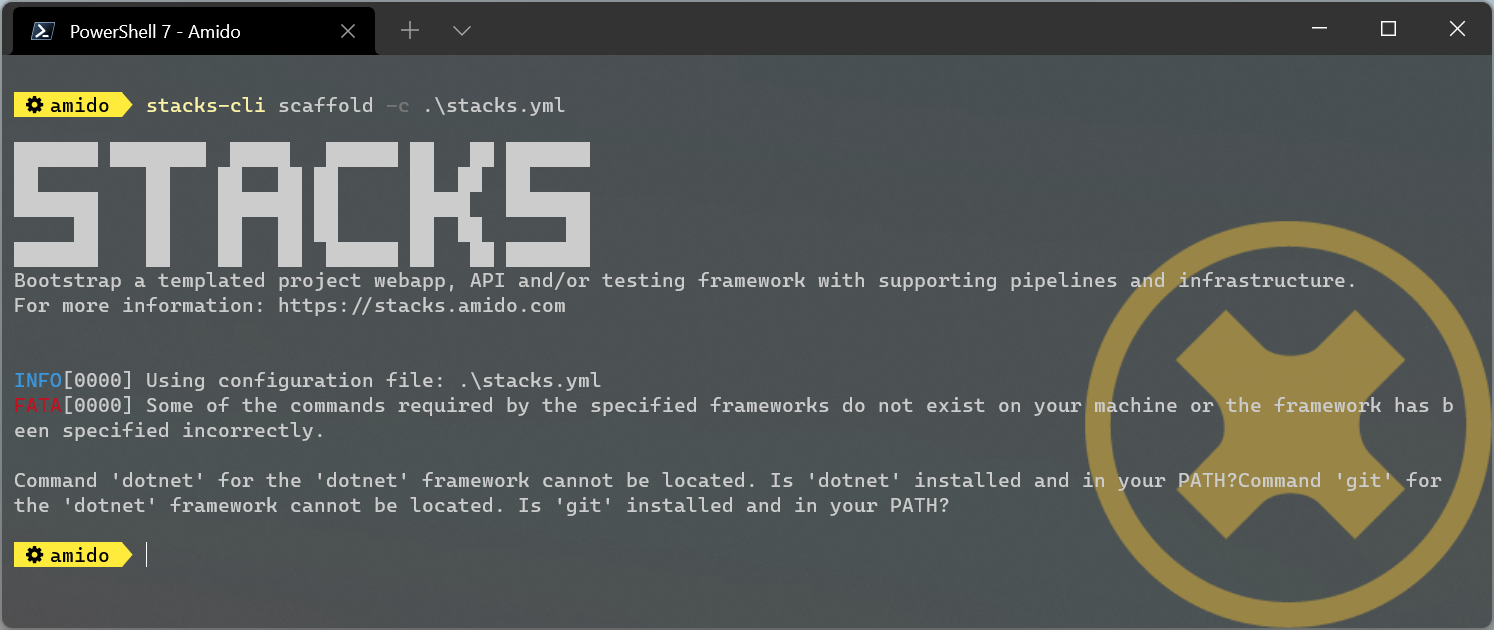 PowerShell 7 - Amido
amido stacks-cli scaffold -c .\stacks.yml
STACKS
Bootstrap a templated project webapp, API and/or testing framework with supporting pipelines and infrastructure.
For more information: https://stacks.amido.com
INFO[0000] Using configuration file: .\stacks.yml
FATA[0000] Some of the commands required by the specified frameworks do not exist on your machine or the framework has b
een specified incorrectly.
Command 'dotnet' for the 'dotnet' framework cannot be located. Is 'dotnet' installed and in your PATH?Command 'git' for
the 'dotnet' framework cannot be located. Is 'git' installed and in your PATH?
amido